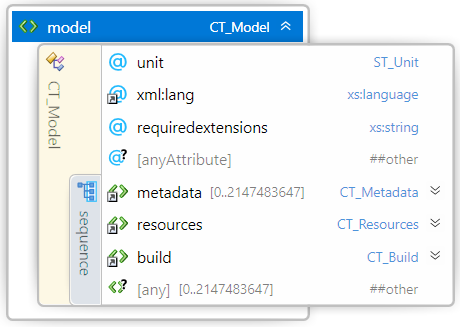 model CT_Model
CT_Model
unit ST_Unit
xml:lang xs:language
requiredextensions xs:string
[anyAttribute] ##other
sequence
metadata [0..2147483647] CT_Metadata
resources CT_Resources
build CT_Build
[any] [0..2147483647] ##other